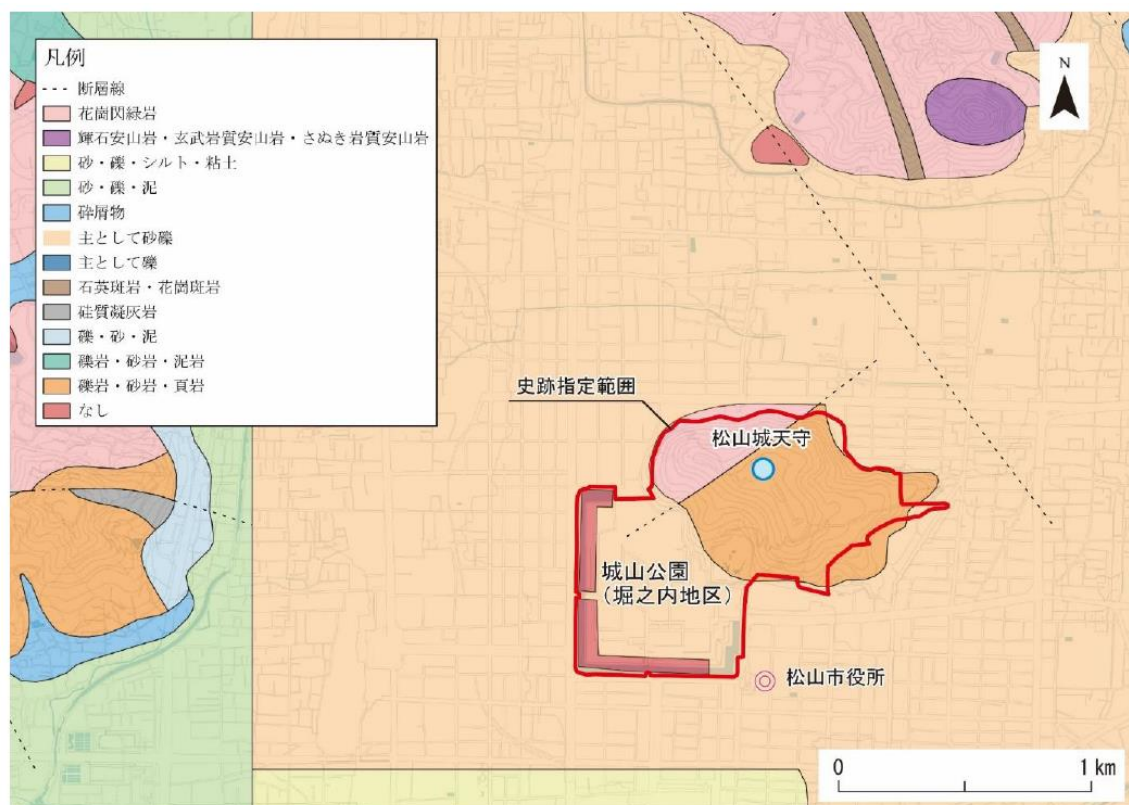 凡例
断層線
花崗閃緑岩
輝石安山岩・玄武岩質安山岩・さぬき岩質安山岩
砂・礫・シルト・粘土
砂・礫・泥
砕屑物
主として砂礫
主として礫
石英斑岩・花崗斑岩
珪質凝灰岩
礫・砂・泥
礫岩・砂岩・泥岩
礫岩・砂岩・頁岩
なし
N
史跡指定範囲
松山城天守
城山公園
（堀之内地区）
松山市役所
0 1 km